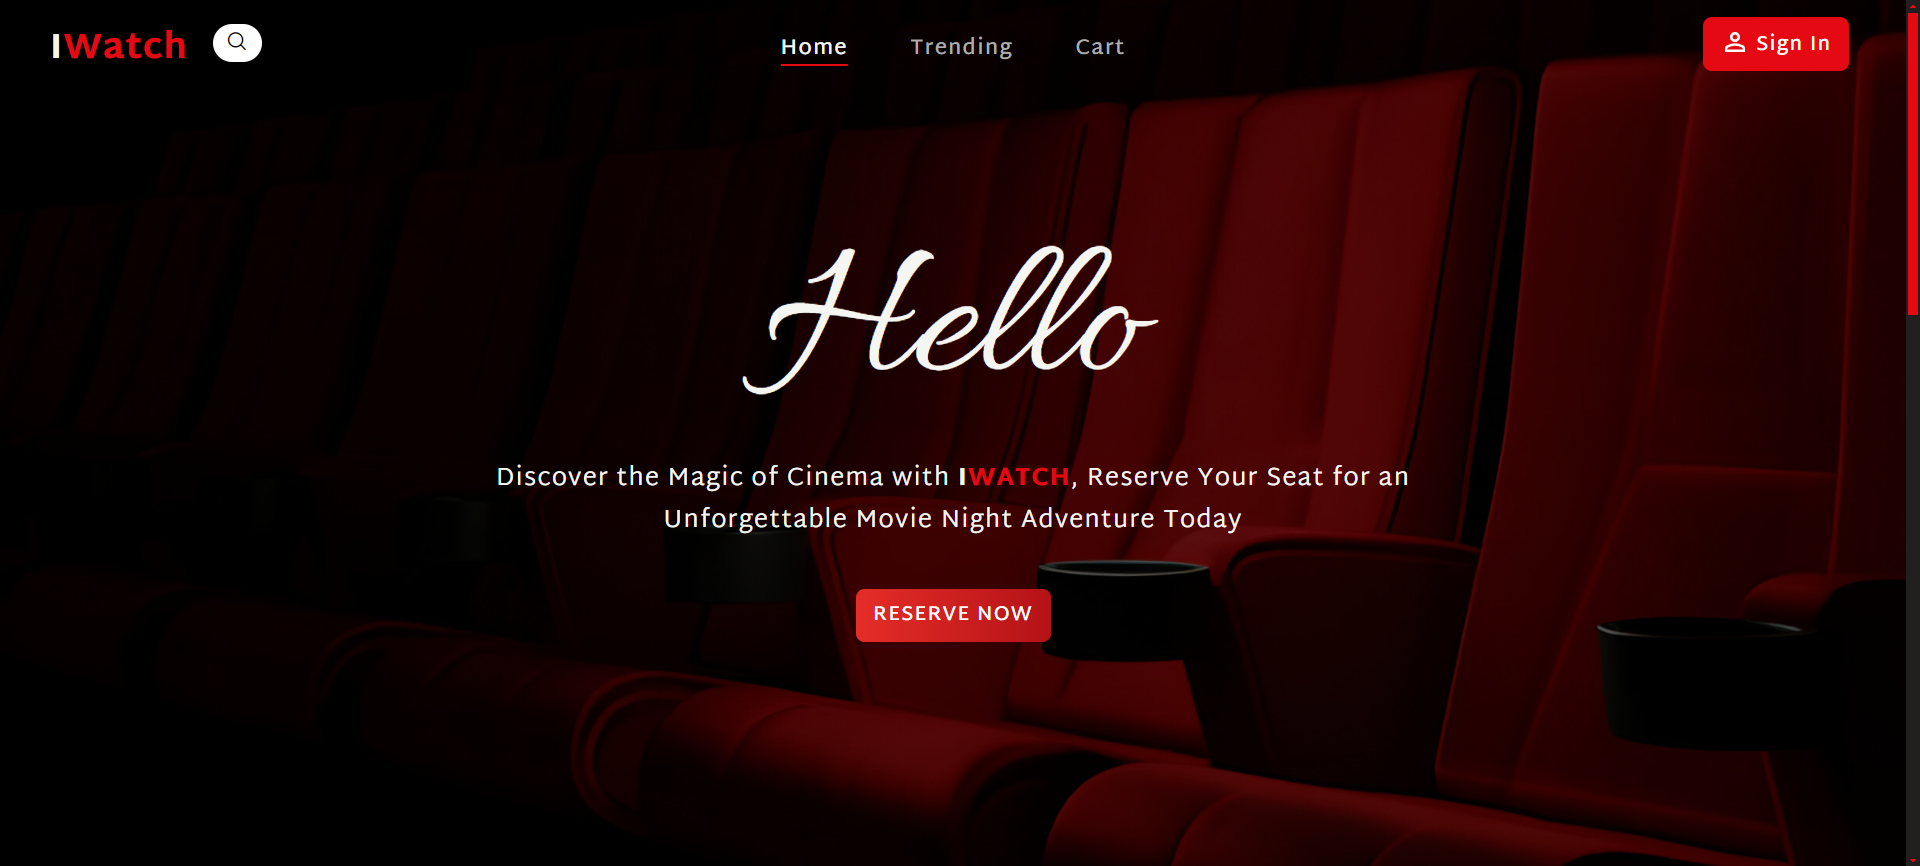 IWatch
Home Trending Cart
Sign In
Hello
Discover the Magic of Cinema with IWATCH, Reserve Your Seat for an
Unforgettable Movie Night Adventure Today
RESERVE NOW